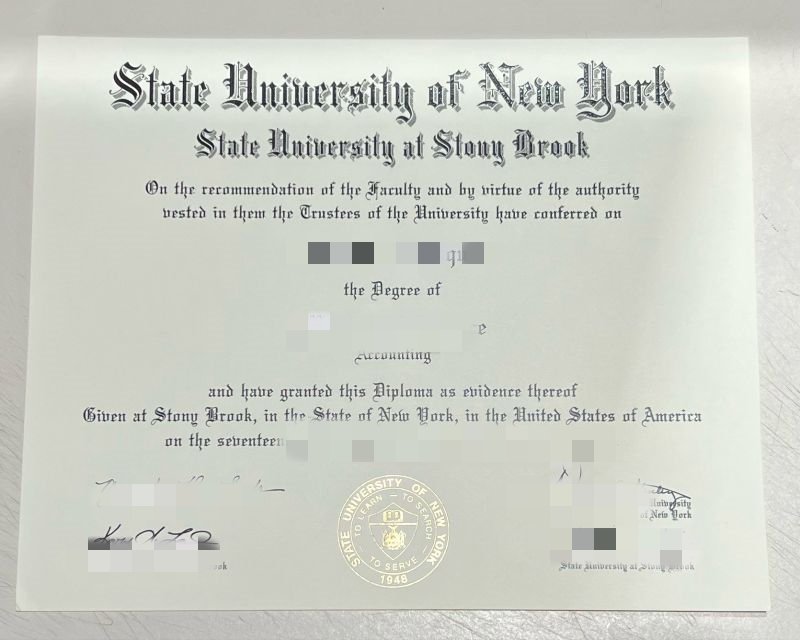 State University of New York
State University at Stony Brook
On the recommendation of the Faculty and by virtue of the authority
vested in them the Trustees of the University have conferred on
the Degree of
Accounting
and have granted this Diploma as evidence thereof
Given at Stony Brook, in the State of New York, in the United States of America
on the seventeen
STATE UNIVERSITY OF NEW YORK
TO LEARN – TO SEARCH
TO SERVE
1948
University
of New York
State University at Stony Brook